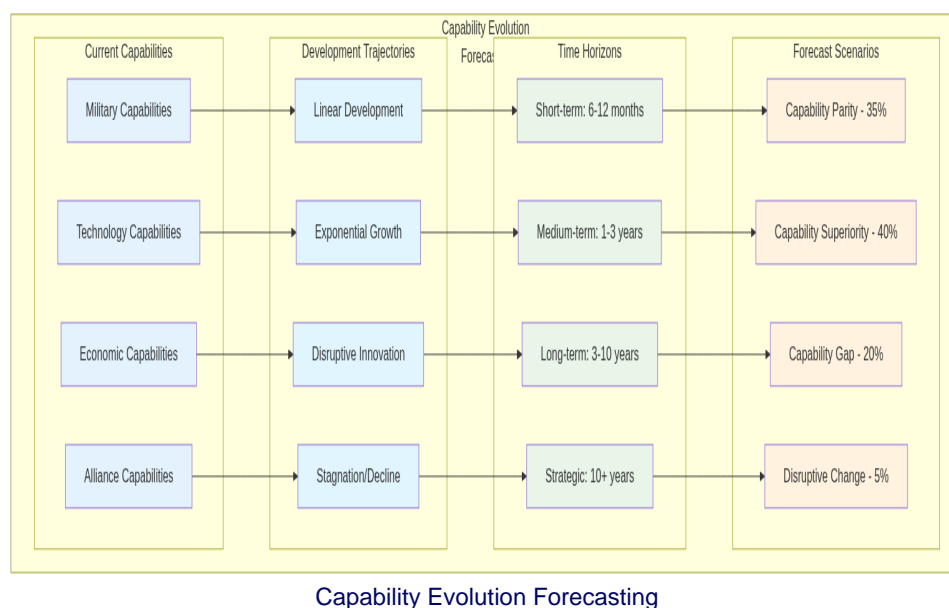 Capability Evolution
Forecas
Current Capabilities
Military Capabilities
Technology Capabilities
Economic Capabilities
Alliance Capabilities
Development Trajectories
Linear Development
Exponential Growth
Disruptive Innovation
Stagnation/Decline
Time Horizons
Short-term: 6-12 months
Medium-term: 1-3 years
Long-term: 3-10 years
Strategic: 10+ years
Forecast Scenarios
Capability Parity - 35%
Capability Superiority - 40%
Capability Gap - 20%
Disruptive Change - 5%
Capability Evolution Forecasting